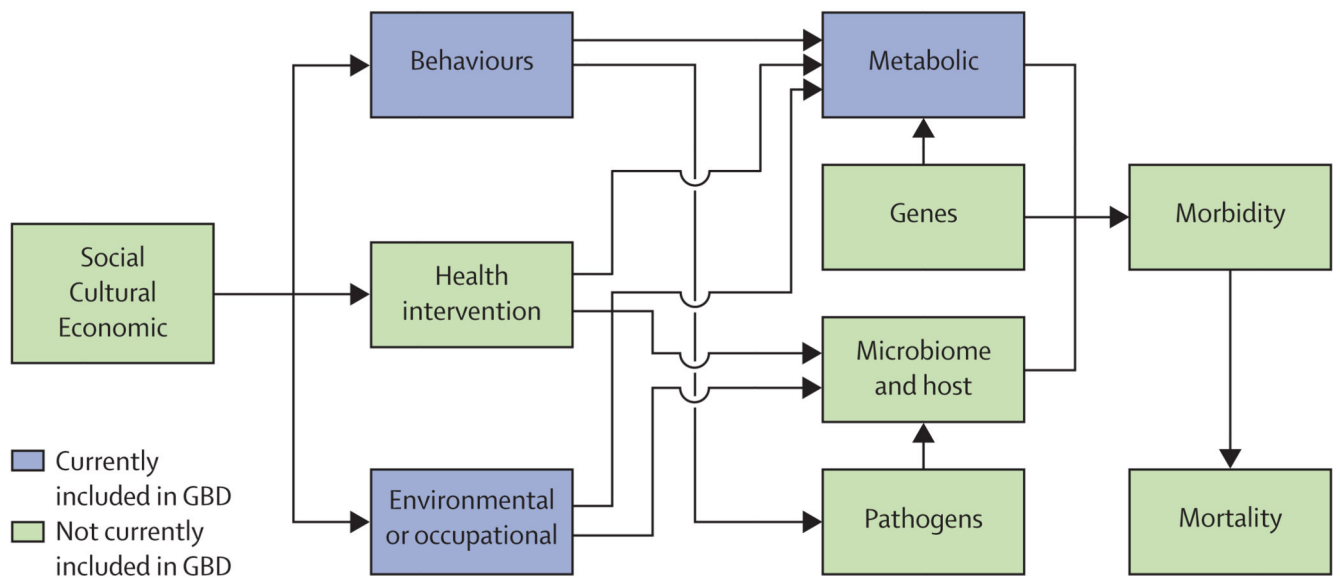 Behaviours
Metabolic
Genes
Morbidity
Social
Cultural
Economic
Health
intervention
Microbiome
and host
Currently
included in GBD
Not currently
included in GBD
Environmental
or occupational
Pathogens
Mortality